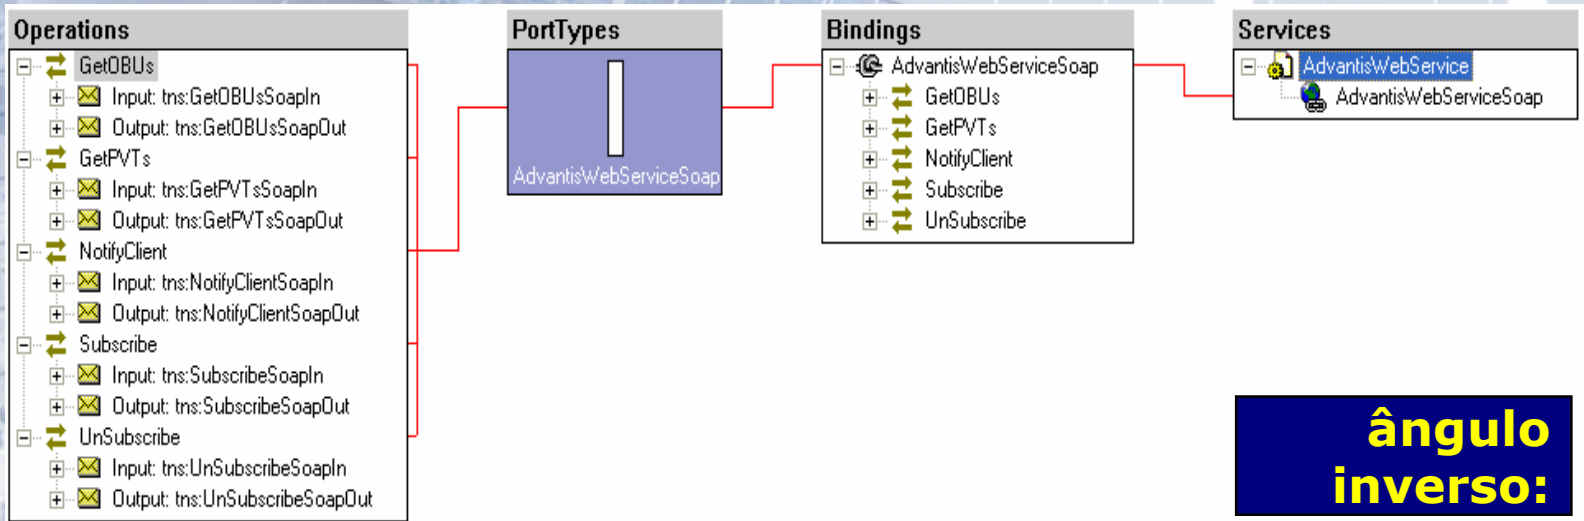 Operations
GetOBUs
Input: tns:GetOBUsSoapIn
Output: tns:GetOBUsSoapOut
GetPVTs
Input: tns:GetPVTsSoapIn
Output: tns:GetPVTsSoapOut
NotifyClient
Input: tns:NotifyClientSoapIn
Output: tns:NotifyClientSoapOut
Subscribe
Input: tns:SubscribeSoapIn
Output: tns:SubscribeSoapOut
UnSubscribe
Input: tns:UnSubscribeSoapIn
Output: tns:UnSubscribeSoapOut
PortTypes
AdvantisWebServiceSoap
Bindings
AdvantisWebServiceSoap
GetOBUs
GetPVTs
NotifyClient
Subscribe
UnSubscribe
Services
AdvantisWebService
AdvantisWebServiceSoap
ângulo
inverso: